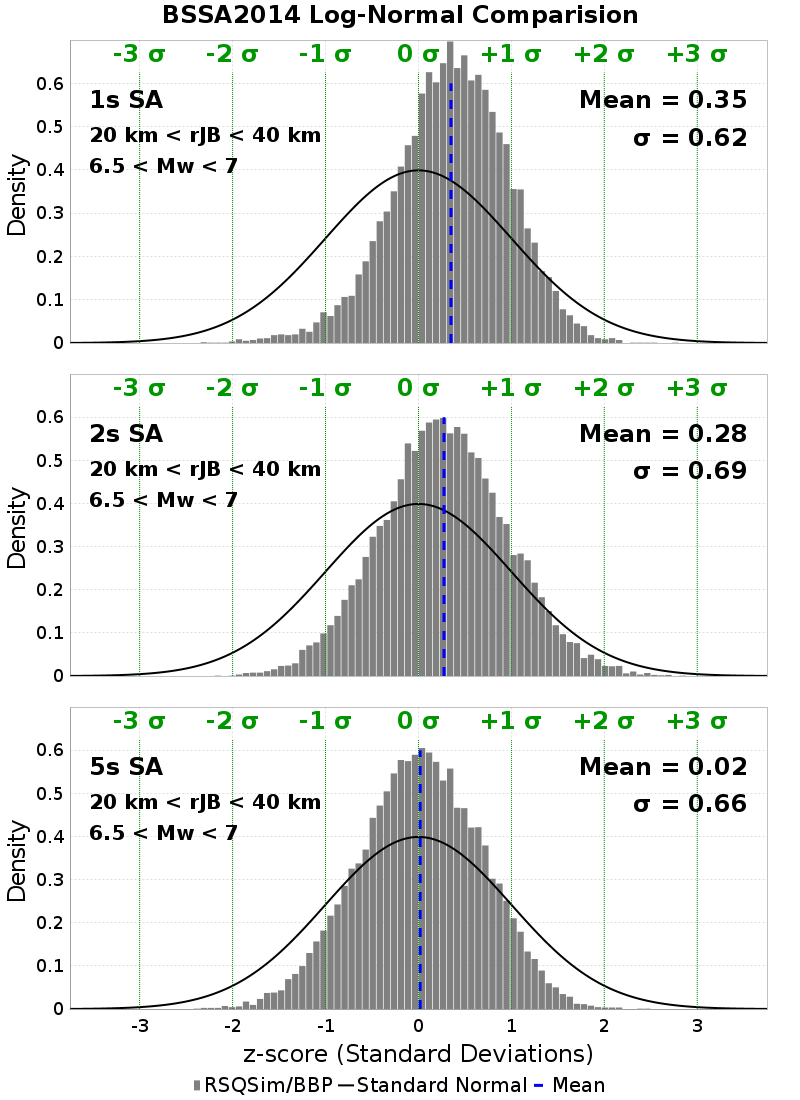 BSSA2014 Log-Normal Comparision
-3 σ -2 σ -1 σ 0 σ +1 σ +2 σ +3 σ
1s SA
20 km < rJB < 40 km
6.5 < Mw < 7
Mean = 0.35
σ = 0.62
Density
0.6
0.5
0.4
0.3
0.2
0.1
0
-3 σ -2 σ -1 σ 0 σ +1 σ +2 σ +3 σ
2s SA
20 km < rJB < 40 km
6.5 < Mw < 7
Mean = 0.28
σ = 0.69
Density
0.6
0.5
0.4
0.3
0.2
0.1
0
-3 σ -2 σ -1 σ 0 σ +1 σ +2 σ +3 σ
5s SA
20 km < rJB < 40 km
6.5 < Mw < 7
Mean = 0.02
σ = 0.66
Density
0.6
0.5
0.4
0.3
0.2
0.1
0
-3 -2 -1 0 1 2 3
z-score (Standard Deviations)
RSQSim/BBP Standard Normal Mean